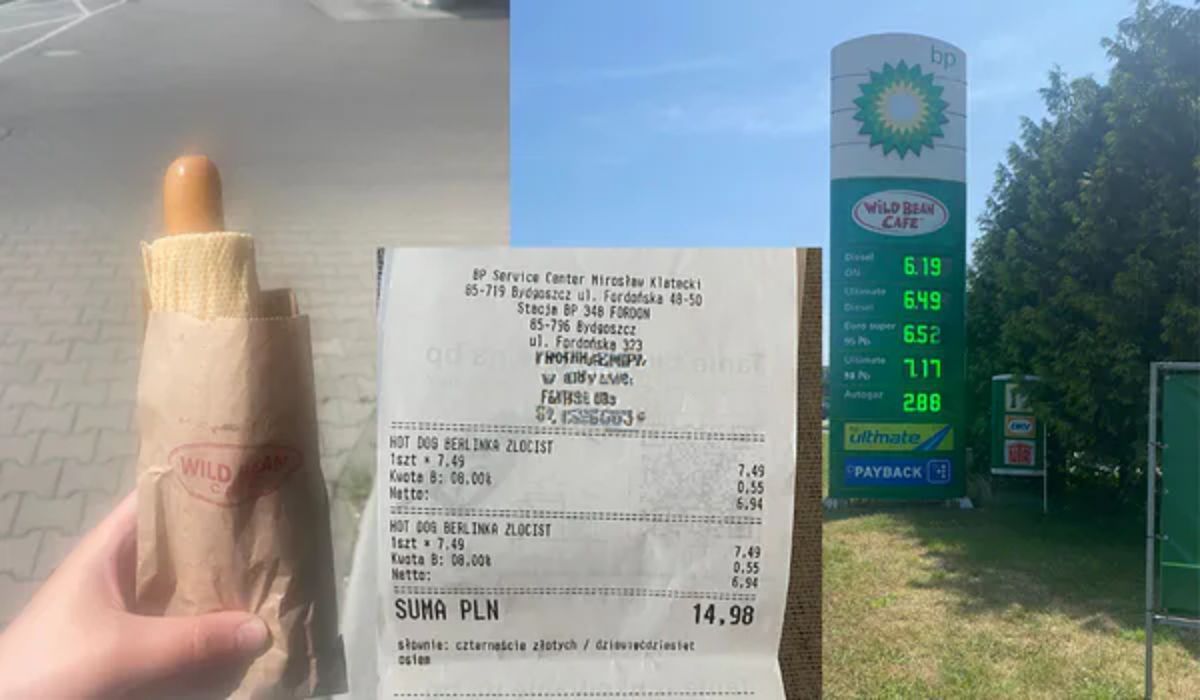 WILD BEAN
C
BP Service Center Mirosław Klatecki
85-719 Bydgoszcz ul. Fordońska 48-50
Stacja BP 348 FORDON
85-796 Bydgoszcz
ul. Fordońska 323
HOT DOG BERLINKA ZLOCIST
1szt * 7.49 7.49
Kwota B: 08.00% 0.55
Netto: 6.94
HOT DOG BERLINKA ZLOCIST
1szt * 7.49 7.49
Kwota B: 08.00% 0.55
Netto: 6.94
SUMA PLN 14.98
słownie: czternaście złotych / dziewięćdziesiąt
osiem
bp
WiLD BEAN
CAFE
Diesel
ON 6.19
Ultimate
Diesel 6.49
Euro super
95 Pb 6.52
Ultimate
98 Pb 7.17
Autogaz 2.88
ultimate
PAYBACK